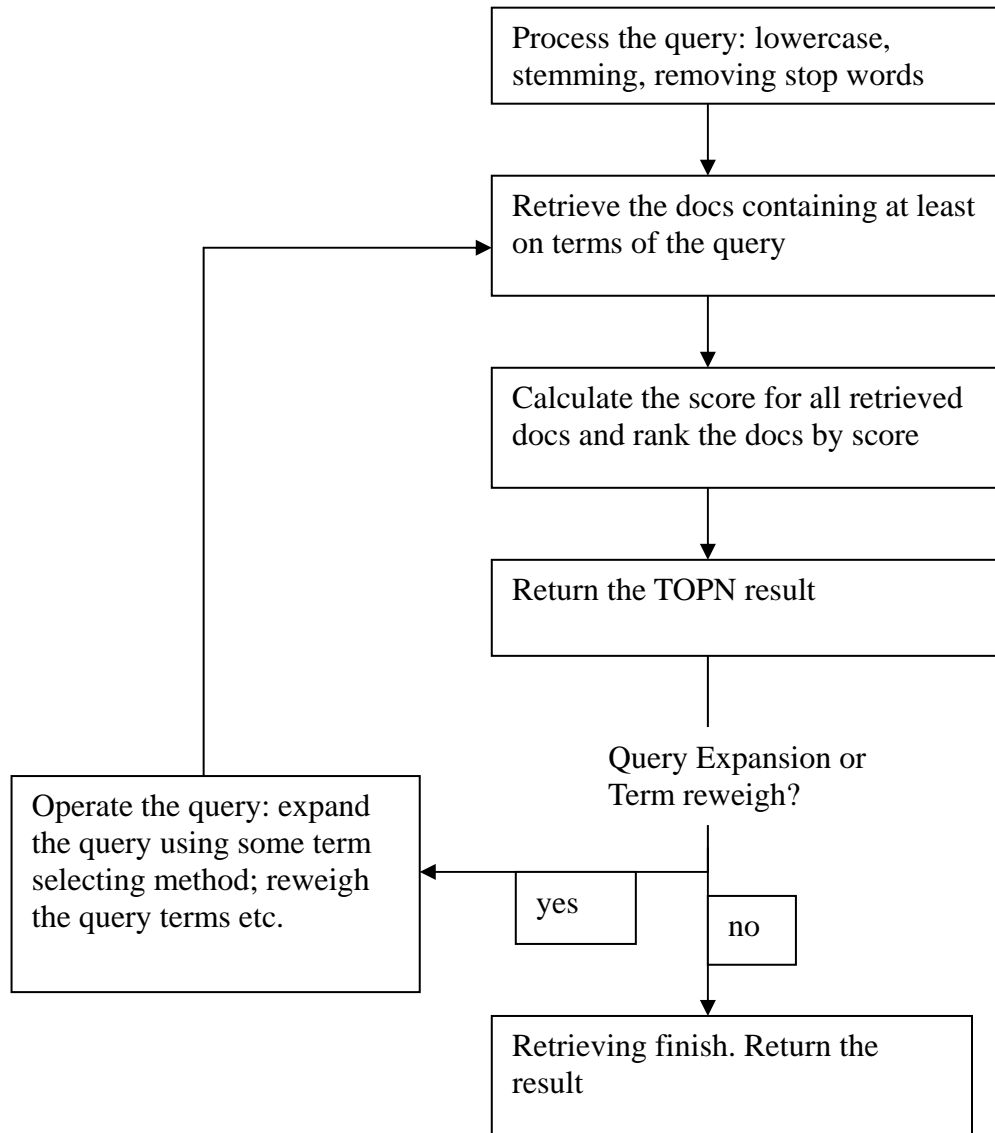 Process the query: lowercase,
stemming, removing stop words
Retrieve the docs containing at least
on terms of the query
Calculate the score for all retrieved
docs and rank the docs by score
Return the TOPN result
Query Expansion or
Term reweigh?
Operate the query: expand
the query using some term
selecting method; reweigh
the query terms etc.
yes
no
Retrieving finish. Return the
result